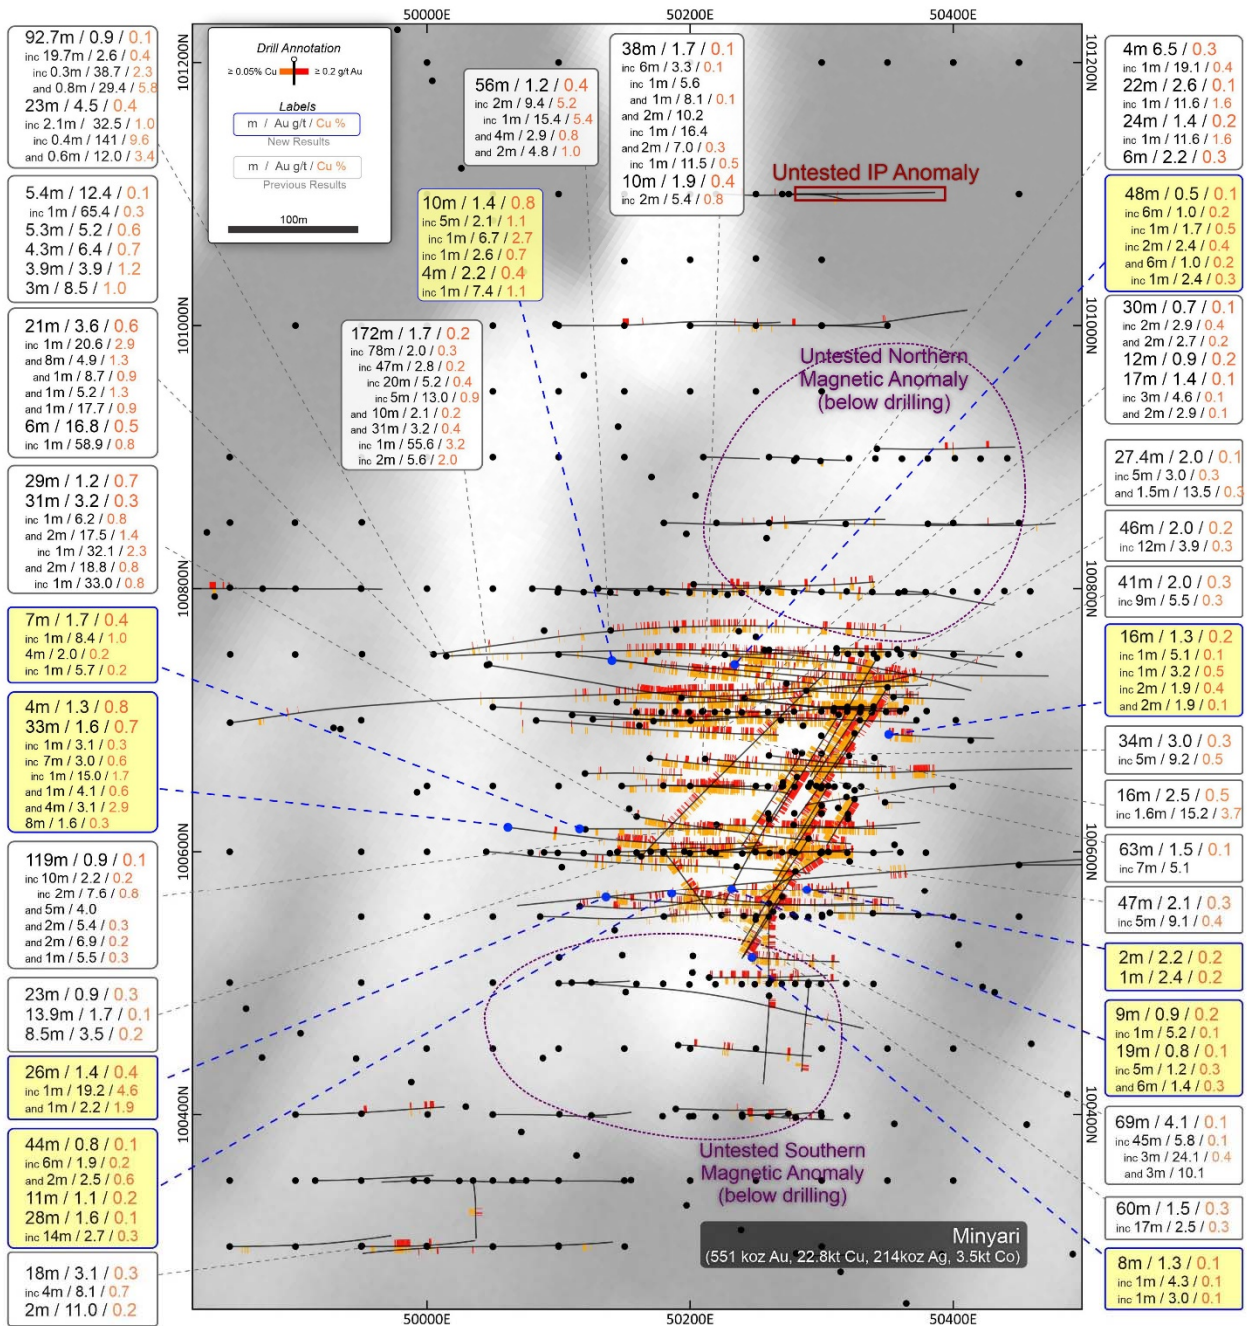 50000E
50200E
50400E
92.7m / 0.9 / 0.1
inc 19.7m / 2.6 / 0.4
inc 0.3m / 38.7 / 2.3
and 0.8m / 29.4 / 5.8
23m / 4.5 / 0.4
inc 2.1m / 32.5 / 1.0
inc 0.4m / 141 / 9.6
and 0.6m / 12.0 / 3.4
5.4m / 12.4 / 0.1
inc 1m / 65.4 / 0.3
5.3m / 5.2 / 0.6
4.3m / 6.4 / 0.7
3.9m / 3.9 / 1.2
3m / 8.5 / 1.0
21m / 3.6 / 0.6
inc 1m / 20.6 / 2.9
and 8m / 4.9 / 1.3
and 1m / 8.7 / 0.9
and 1m / 5.2 / 1.3
and 1m / 17.7 / 0.9
6m / 16.8 / 0.5
inc 1m / 58.9 / 0.8
29m / 1.2 / 0.7
31m / 3.2 / 0.3
inc 1m / 6.2 / 0.8
and 2m / 17.5 / 1.4
inc 1m / 32.1 / 2.3
and 2m / 18.8 / 0.8
inc 1m / 33.0 / 0.8
7m / 1.7 / 0.4
inc 1m / 8.4 / 1.0
4m / 2.0 / 0.2
inc 1m / 5.7 / 0.2
4m / 1.3 / 0.8
33m / 1.6 / 0.7
inc 1m / 3.1 / 0.3
inc 7m / 3.0 / 0.6
inc 1m / 15.0 / 1.7
and 1m / 4.1 / 0.6
and 4m / 3.1 / 2.9
8m / 1.6 / 0.3
119m / 0.9 / 0.1
inc 10m / 2.2 / 0.2
inc 2m / 7.6 / 0.8
and 5m / 4.0
and 2m / 5.4 / 0.3
and 2m / 6.9 / 0.2
and 1m / 5.5 / 0.3
23m / 0.9 / 0.3
13.9m / 1.7 / 0.1
8.5m / 3.5 / 0.2
26m / 1.4 / 0.4
inc 1m / 19.2 / 4.6
and 1m / 2.2 / 1.9
44m / 0.8 / 0.1
inc 6m / 1.9 / 0.2
and 2m / 2.5 / 0.6
11m / 1.1 / 0.2
28m / 1.6 / 0.1
inc 14m / 2.7 / 0.3
18m / 3.1 / 0.3
inc 4m / 8.1 / 0.7
2m / 11.0 / 0.2
101200N
101000N
100800N
100600N
100400N
Drill Annotation
≥ 0.05% Cu ≥ 0.2 g/t Au
Labels
m / Au g/t / Cu %
New Results
m / Au g/t / Cu %
Previous Results
100m
56m / 1.2 / 0.4
inc 2m / 9.4 / 5.2
inc 1m / 15.4 / 5.4
and 4m / 2.9 / 0.8
and 2m / 4.8 / 1.0
38m / 1.7 / 0.1
inc 6m / 3.3 / 0.1
inc 1m / 5.6
and 1m / 8.1 / 0.1
and 2m / 10.2
inc 1m / 16.4
and 2m / 7.0 / 0.3
inc 1m / 11.5 / 0.5
10m / 1.9 / 0.4
inc 2m / 5.4 / 0.8
10m / 1.4 / 0.8
inc 5m / 2.1 / 1.1
inc 1m / 6.7 / 2.7
inc 1m / 2.6 / 0.7
4m / 2.2 / 0.4
inc 1m / 7.4 / 1.1
172m / 1.7 / 0.2
inc 78m / 2.0 / 0.3
inc 47m / 2.8 / 0.2
inc 20m / 5.2 / 0.4
inc 5m / 13.0 / 0.9
and 10m / 2.1 / 0.2
and 31m / 3.2 / 0.4
inc 1m / 55.6 / 3.2
inc 2m / 5.6 / 2.0
Untested IP Anomaly
Untested Northern
Magnetic Anomaly
(below drilling)
Untested Southern
Magnetic Anomaly
(below drilling)
Minyari
(551 koz Au, 22.8kt Cu, 214koz Ag, 3.5kt Co)
101200N
101000N
100800N
100600N
100400N
4m 6.5 / 0.3
inc 1m / 19.1 / 0.4
22m / 2.6 / 0.1
inc 1m / 11.6 / 1.6
24m / 1.4 / 0.2
inc 1m / 11.6 / 1.6
6m / 2.2 / 0.3
48m / 0.5 / 0.1
inc 6m / 1.0 / 0.2
inc 1m / 1.7 / 0.5
inc 2m / 2.4 / 0.4
and 6m / 1.0 / 0.2
inc 1m / 2.4 / 0.3
30m / 0.7 / 0.1
inc 2m / 2.9 / 0.4
and 2m / 2.7 / 0.2
12m / 0.9 / 0.2
17m / 1.4 / 0.1
inc 3m / 4.6 / 0.1
and 2m / 2.9 / 0.1
27.4m / 2.0 / 0.1
inc 5m / 3.0 / 0.3
and 1.5m / 13.5 / 0.3
46m / 2.0 / 0.2
inc 12m / 3.9 / 0.3
41m / 2.0 / 0.3
inc 9m / 5.5 / 0.3
16m / 1.3 / 0.2
inc 1m / 5.1 / 0.1
inc 1m / 3.2 / 0.5
inc 2m / 1.9 / 0.4
and 2m / 1.9 / 0.1
34m / 3.0 / 0.3
inc 5m / 9.2 / 0.5
16m / 2.5 / 0.5
inc 1.6m / 15.2 / 3.7
63m / 1.5 / 0.1
inc 7m / 5.1
47m / 2.1 / 0.3
inc 5m / 9.1 / 0.4
2m / 2.2 / 0.2
1m / 2.4 / 0.2
9m / 0.9 / 0.2
inc 1m / 5.2 / 0.1
19m / 0.8 / 0.1
inc 5m / 1.2 / 0.3
and 6m / 1.4 / 0.3
69m / 4.1 / 0.1
inc 45m / 5.8 / 0.1
inc 3m / 24.1 / 0.4
and 3m / 10.1
60m / 1.5 / 0.3
inc 17m / 2.5 / 0.3
8m / 1.3 / 0.1
inc 1m / 4.3 / 0.1
inc 1m / 3.0 / 0.1
50000E
50200E
50400E